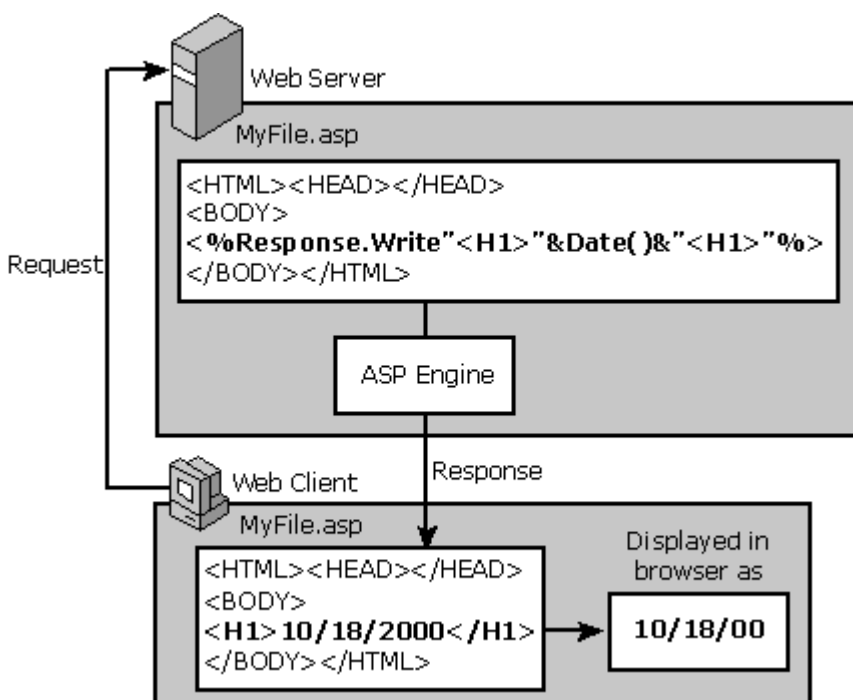 Web Server
MyFile.asp
<HTML><HEAD></HEAD>
<BODY>
<%Response.Write"<H1>"&Date( )&"<H1>"%>
</BODY></HTML>
Request
ASP Engine
Response
Web Client
MyFile.asp
<HTML><HEAD></HEAD>
<BODY>
<H1>10/18/2000</H1>
</BODY></HTML>
Displayed in
browser as
10/18/00